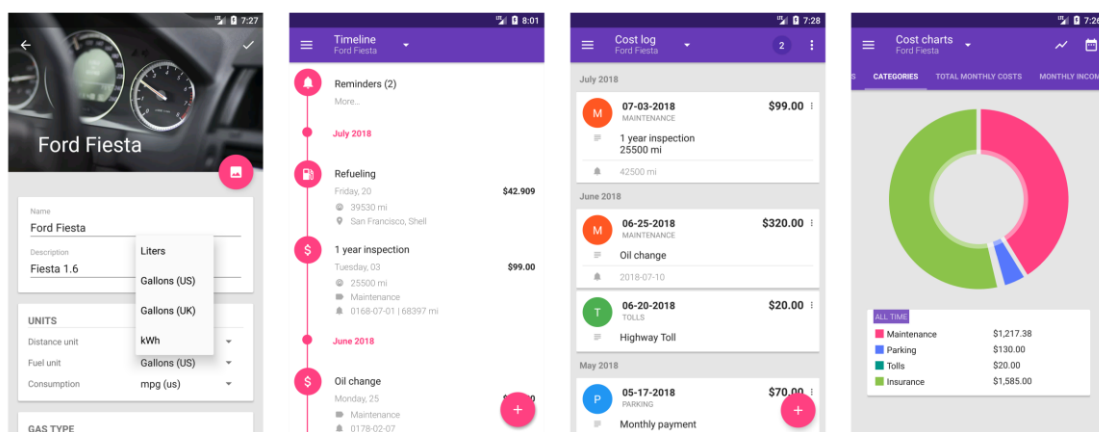 7:27
Ford Fiesta
Name
Ford Fiesta
Description
Fiesta 1.6
Liters
Gallons (US)
Gallons (UK)
kWh
UNITS
Distance unit
Fuel unit
Gallons (US)
Consumption
mpg (us)
GAS TYPE
8:01
Timeline
Ford Fiesta
Reminders (2)
More...
July 2018
Refueling
Friday, 20
$42.909
39530 mi
San Francisco, Shell
$
1 year inspection
Tuesday, 03
$99.00
25500 mi
Maintenance
0168-07-01 | 68397 mi
June 2018
$
Oil change
Monday, 25
Maintenance
0178-02-07
+
7:28
Cost log
Ford Fiesta
2
July 2018
M
07-03-2018
$99.00
MAINTENANCE
1 year inspection
25500 mi
42500 mi
June 2018
M
06-25-2018
$320.00
MAINTENANCE
Oil change
2018-07-10
T
06-20-2018
$20.00
TOLLS
Highway Toll
May 2018
P
05-17-2018
$70.00
PARKING
Monthly payment
+
7:26
Cost charts
Ford Fiesta
CATEGORIES
TOTAL MONTHLY COSTS
MONTHLY INCOM
ALL TIME
Maintenance $1,217.38
Parking $130.00
Tolls $20.00
Insurance $1,585.00